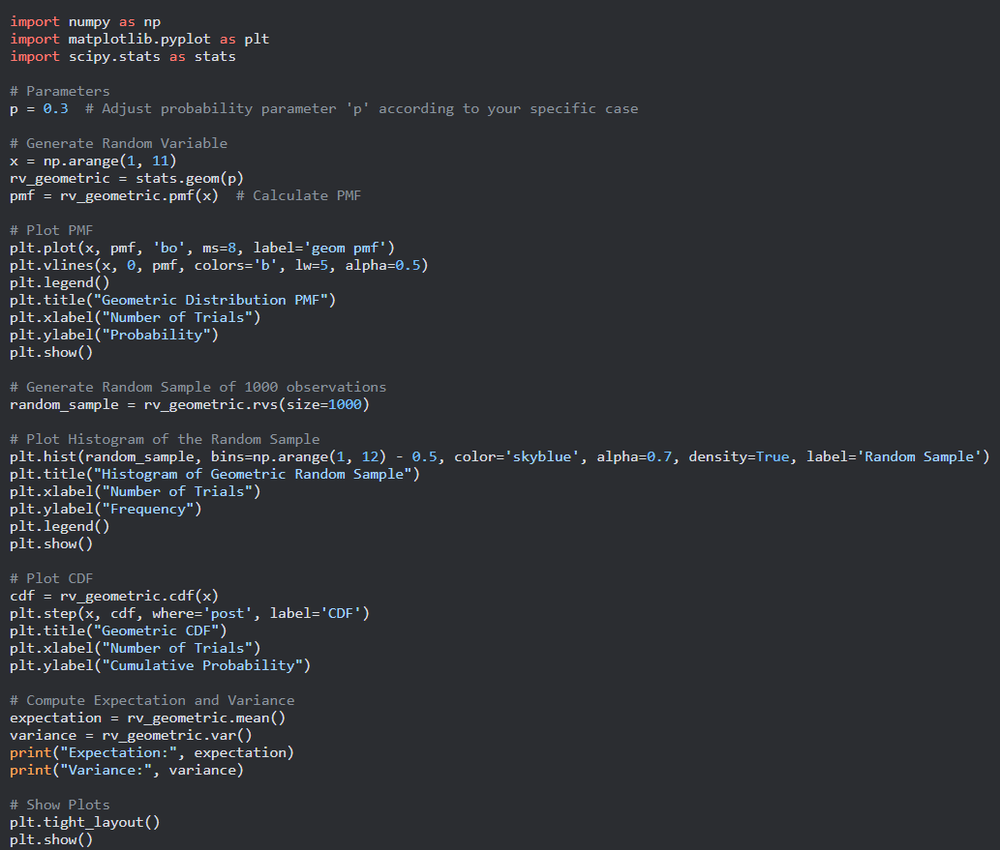 import numpy as np
import matplotlib.pyplot as plt
import scipy.stats as stats

# Parameters
p = 0.3  # Adjust probability parameter 'p' according to your specific case

# Generate Random Variable
x = np.arange(1, 11)
rv_geometric = stats.geom(p)
pmf = rv_geometric.pmf(x)  # Calculate PMF

# Plot PMF
plt.plot(x, pmf, 'bo', ms=8, label='geom pmf')
plt.vlines(x, 0, pmf, colors='b', lw=5, alpha=0.5)
plt.legend()
plt.title("Geometric Distribution PMF")
plt.xlabel("Number of Trials")
plt.ylabel("Probability")
plt.show()

# Generate Random Sample of 1000 observations
random_sample = rv_geometric.rvs(size=1000)

# Plot Histogram of the Random Sample
plt.hist(random_sample, bins=np.arange(1, 12) - 0.5, color='skyblue', alpha=0.7, density=True, label='Random Sample')
plt.title("Histogram of Geometric Random Sample")
plt.xlabel("Number of Trials")
plt.ylabel("Frequency")
plt.legend()
plt.show()

# Plot CDF
cdf = rv_geometric.cdf(x)
plt.step(x, cdf, where='post', label='CDF')
plt.title("Geometric CDF")
plt.xlabel("Number of Trials")
plt.ylabel("Cumulative Probability")

# Compute Expectation and Variance
expectation = rv_geometric.mean()
variance = rv_geometric.var()
print("Expectation:", expectation)
print("Variance:", variance)

# Show Plots
plt.tight_layout()
plt.show()